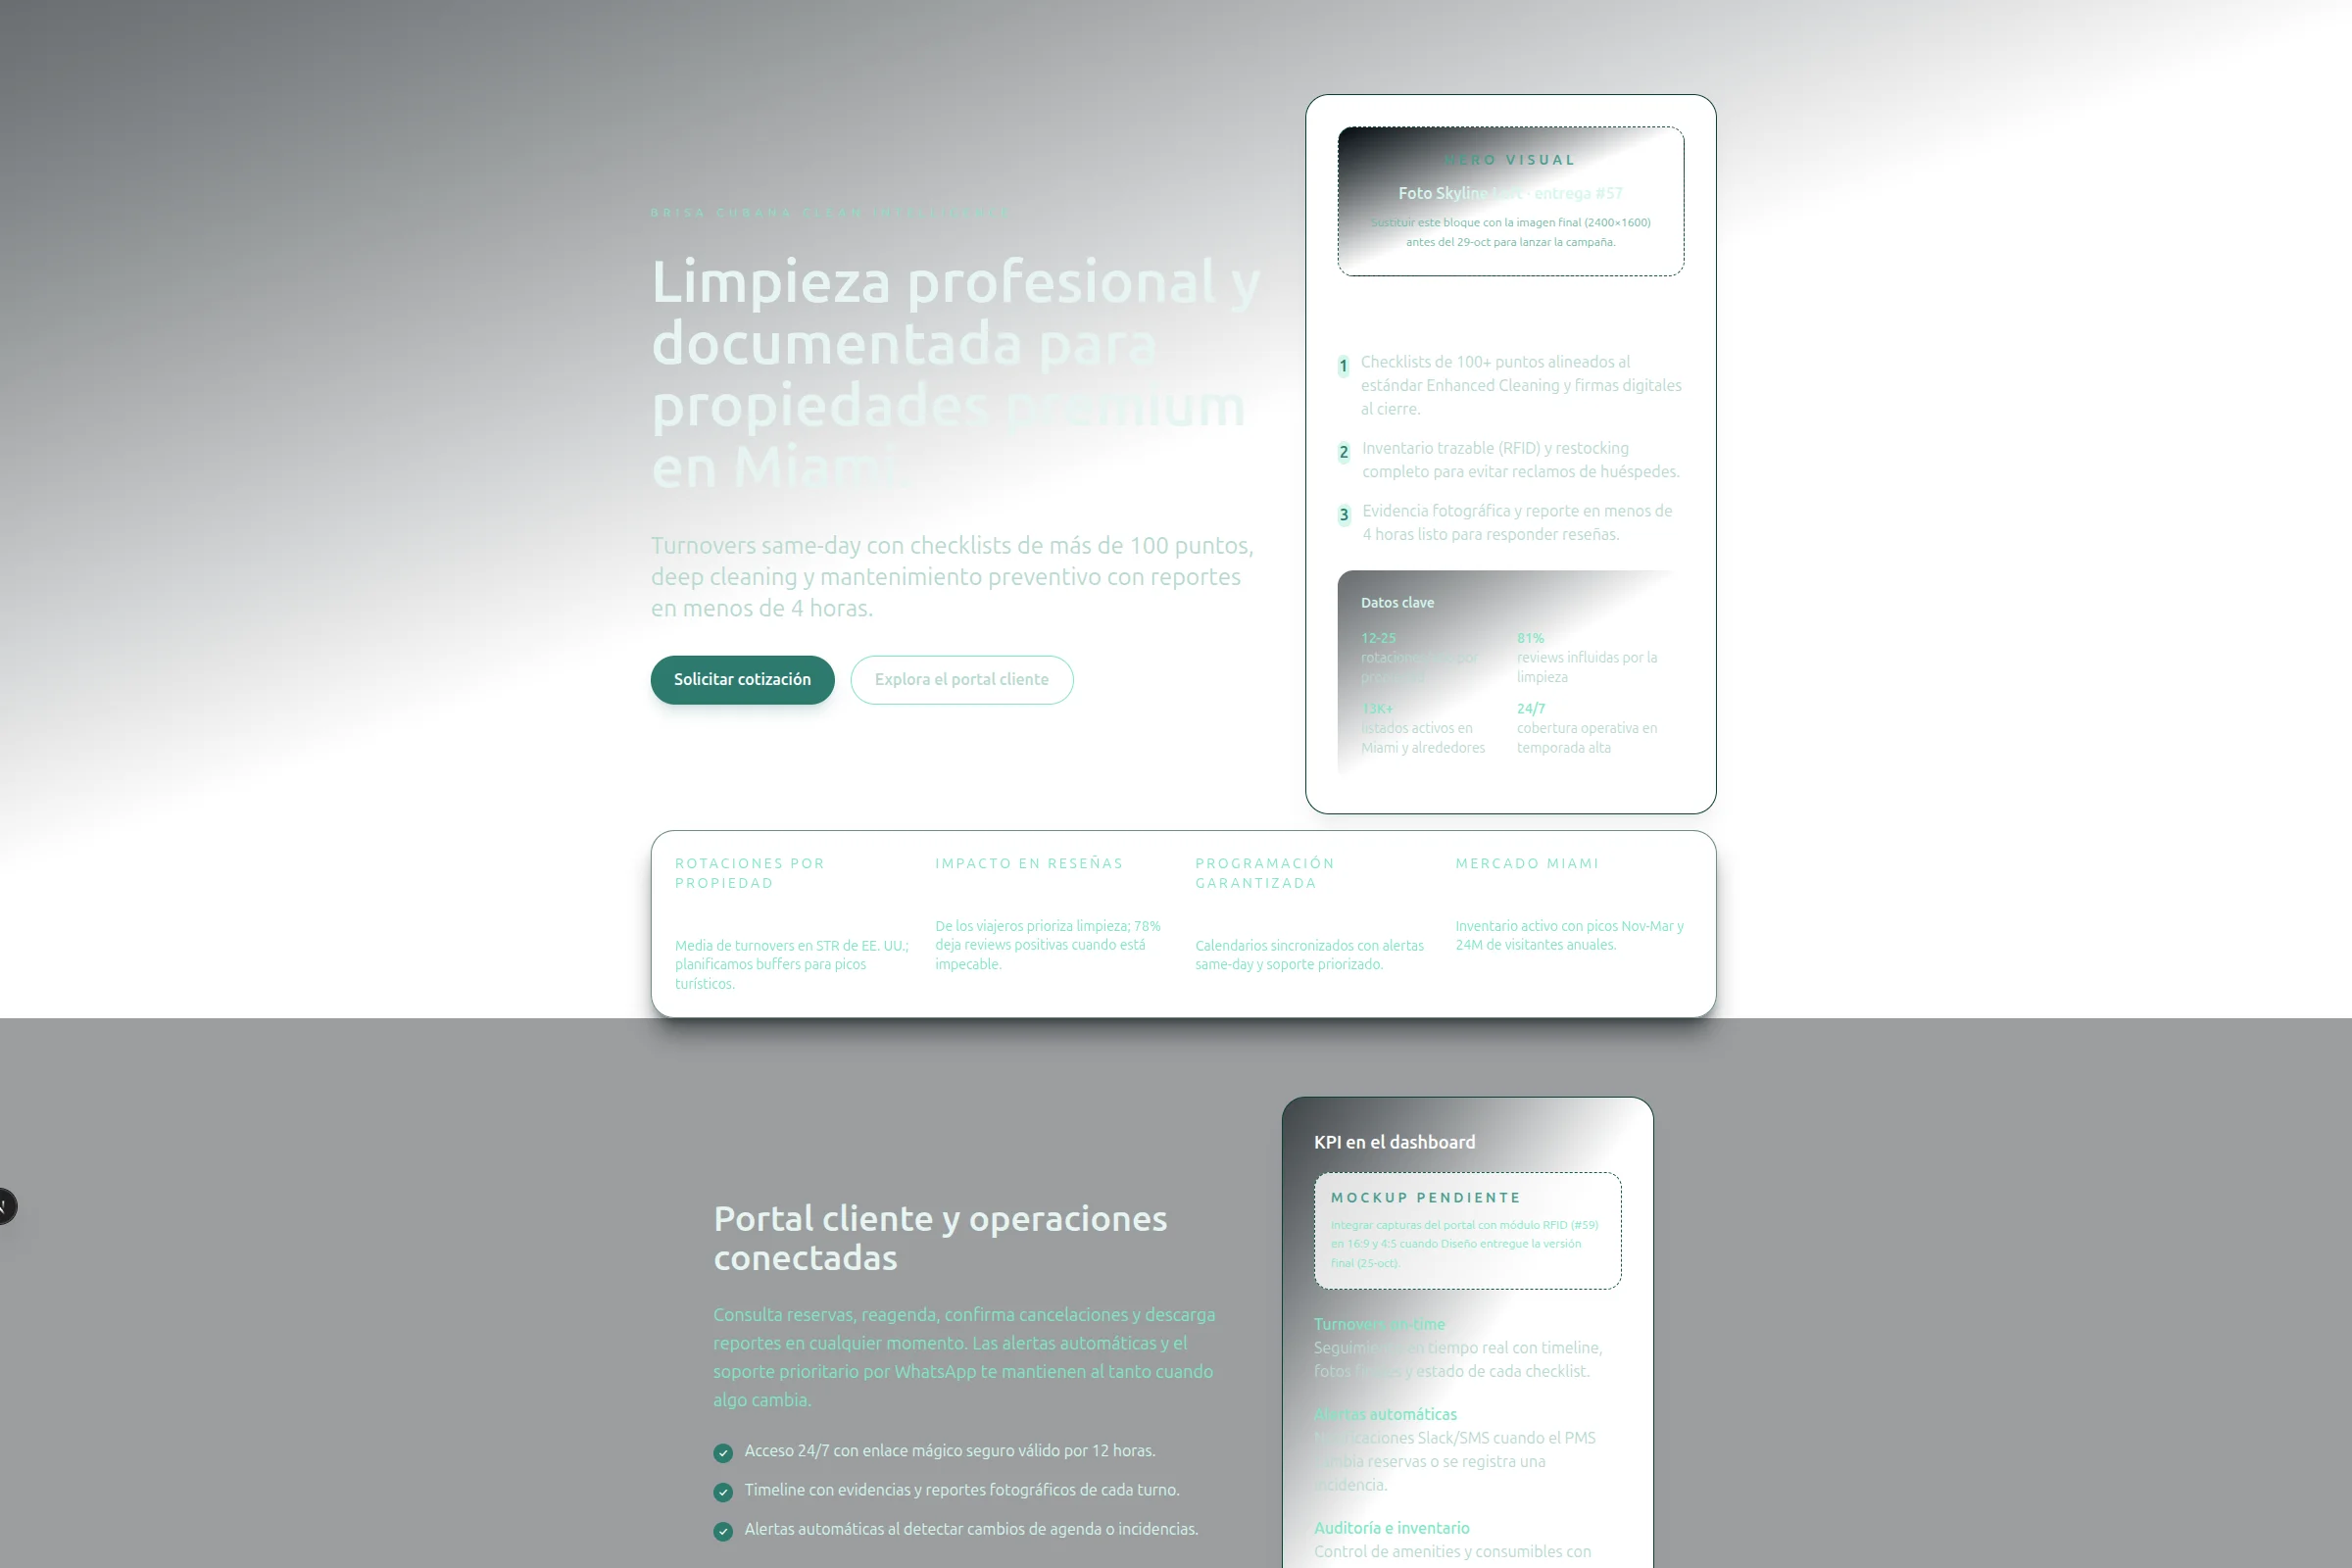 BRISA CUBANA CLEAN INTELLIGENCE
Limpieza profesional y
documentada para
propiedades premium
en Miami
Turnovers same-day con checklists de más de 100 puntos,
deep cleaning y mantenimiento preventivo con reportes
en menos de 4 horas.
Solicitar cotización
Explora el portal cliente
HERO VISUAL
Foto Skyline Loft · entrega #57
Sustituir este bloque con la imagen final (2400×1600)
antes del 29-oct para lanzar la campaña.
1 Checklists de 100+ puntos alineados al
estándar Enhanced Cleaning y firmas digitales
al cierre.
2 Inventario trazable (RFID) y restocking
completo para evitar reclamos de huéspedes.
3 Evidencia fotográfica y reporte en menos de
4 horas listo para responder reseñas.
Datos clave
12-25
rotaciones por
81%
reviews influidas por la
limpieza
13K+
listados activos en
Miami y alrededores
24/7
cobertura operativa en
temporada alta
ROTACIONES POR
PROPIEDAD
Media de turnovers en STR de EE. UU.;
planificamos buffers para picos
turísticos.
IMPACTO EN RESEÑAS
De los viajeros prioriza limpieza; 78%
deja reviews positivas cuando está
impecable.
PROGRAMACIÓN
GARANTIZADA
Calendarios sincronizados con alertas
same-day y soporte priorizado.
MERCADO MIAMI
Inventario activo con picos Nov-Mar y
24M de visitantes anuales.
Portal cliente y operaciones
conectadas
Consulta reservas, reagenda, confirma cancelaciones y descarga
reportes en cualquier momento. Las alertas automáticas y el
soporte prioritario por WhatsApp te mantienen al tanto cuando
algo cambia.
Acceso 24/7 con enlace mágico seguro válido por 12 horas.
Timeline con evidencias y reportes fotográficos de cada turno.
Alertas automáticas al detectar cambios de agenda o incidencias.
KPI en el dashboard
MOCKUP PENDIENTE
Integrar capturas del portal con módulo RFID (#59)
en 16:9 y 4:5 cuando Diseño entregue la versión
final (25-oct).
Turnovers on-time
Seguimiento en tiempo real con timeline,
fotos y estado de cada checklist.
Alertas automáticas
Notificaciones Slack/SMS cuando el PMS
cambia reservas o se registra una
incidencia.
Auditoría e inventario
Control de amenities y consumibles con